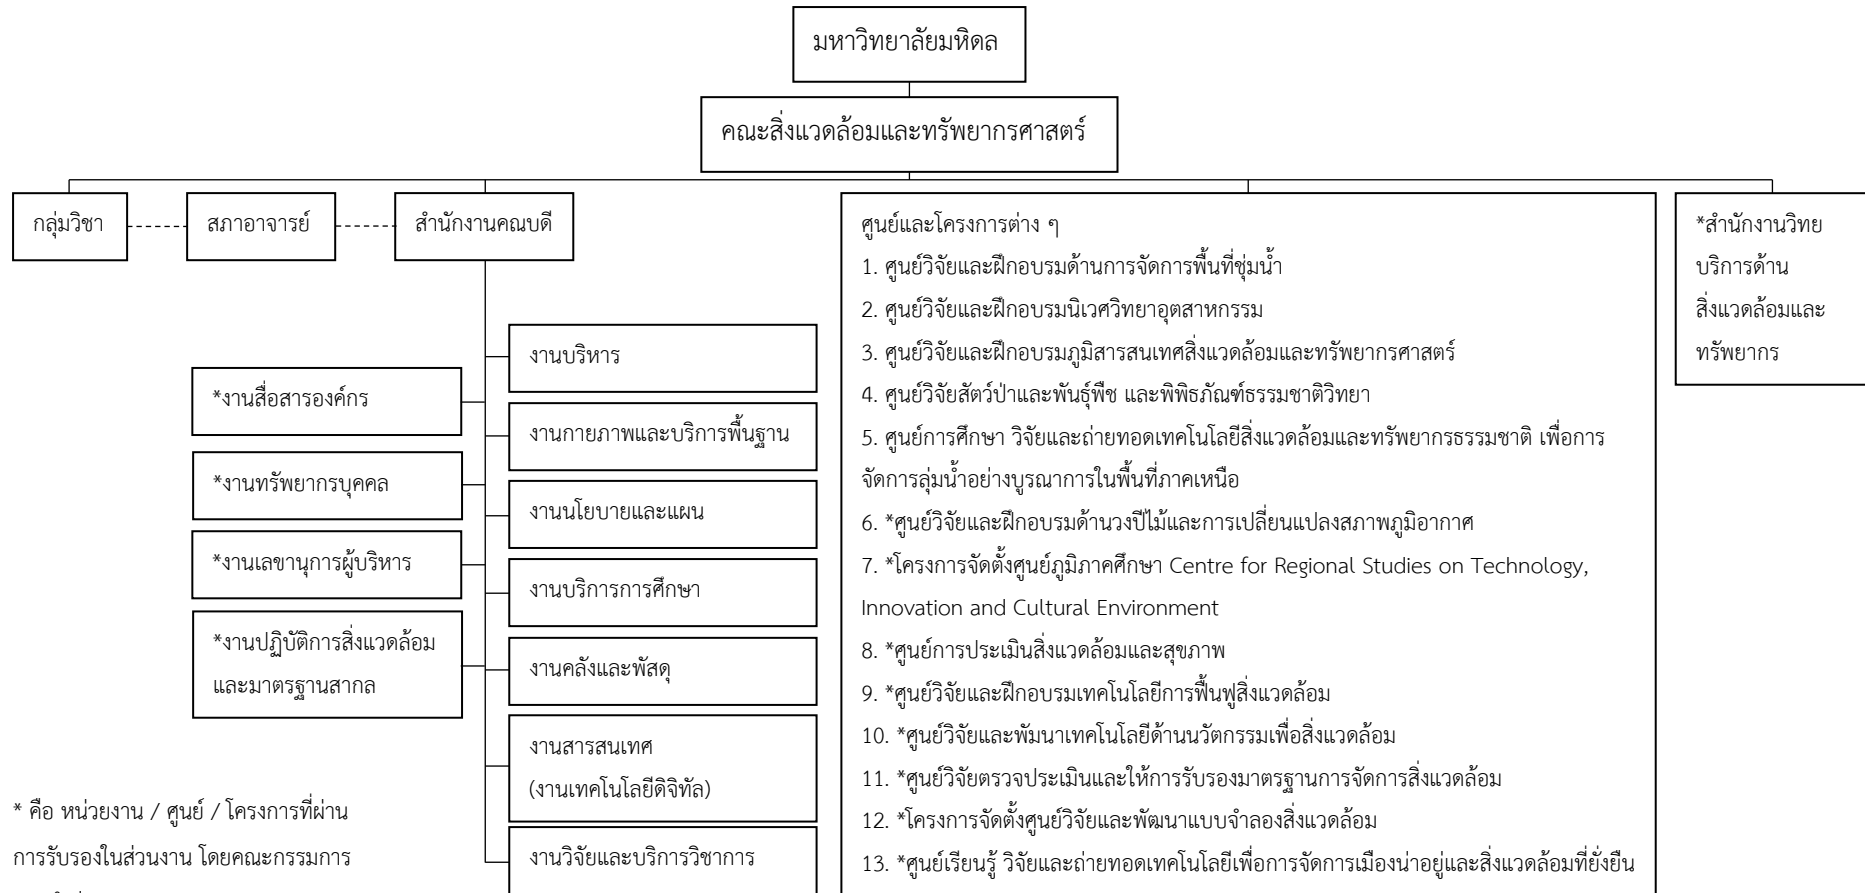 มหาวิทยาลัยมหิดล
คณะสิ่งแวดล้อมและทรัพยากรศาสตร์
กลุ่มวิชา
สภาอาจารย์
สำนักงานคณบดี
*งานสื่อสารองค์กร
*งานทรัพยากรบุคคล
*งานเลขานุการผู้บริหาร
*งานปฏิบัติการสิ่งแวดล้อม
และมาตรฐานสากล
งานบริหาร
งานกายภาพและบริการพื้นฐาน
งานนโยบายและแผน
งานบริการการศึกษา
งานคลังและพัสดุ
งานสารสนเทศ
(งานเทคโนโลยีดิจิทัล)
งานวิจัยและบริการวิชาการ
ศูนย์และโครงการต่าง ๆ
1. ศูนย์วิจัยและฝึกอบรมด้านการจัดการพื้นที่ชุ่มน้ำ
2. ศูนย์วิจัยและฝึกอบรมนิเวศวิทยาอุตสาหกรรม
3. ศูนย์วิจัยและฝึกอบรมภูมิสารสนเทศสิ่งแวดล้อมและทรัพยากรศาสตร์
4. ศูนย์วิจัยสัตว์ป่าและพันธุ์พืช และพิพิธภัณฑ์ธรรมชาติวิทยา
5. ศูนย์การศึกษา วิจัยและถ่ายทอดเทคโนโลยีสิ่งแวดล้อมและทรัพยากรธรรมชาติ เพื่อการ
จัดการลุ่มน้ำอย่างบูรณาการในพื้นที่ภาคเหนือ
6. *ศูนย์วิจัยและฝึกอบรมด้านวงปีไม้และการเปลี่ยนแปลงสภาพภูมิอากาศ
7. *โครงการจัดตั้งศูนย์ภูมิภาคศึกษา Centre for Regional Studies on Technology,
Innovation and Cultural Environment
8. *ศูนย์การประเมินสิ่งแวดล้อมและสุขภาพ
9. *ศูนย์วิจัยและฝึกอบรมเทคโนโลยีการฟื้นฟูสิ่งแวดล้อม
10. *ศูนย์วิจัยและพัมนาเทคโนโลยีด้านนวัตกรรมเพื่อสิ่งแวดล้อม
11. *ศูนย์วิจัยตรวจประเมินและให้การรับรองมาตรฐานการจัดการสิ่งแวดล้อม
12. *โครงการจัดตั้งศูนย์วิจัยและพัฒนาแบบจำลองสิ่งแวดล้อม
13. *ศูนย์เรียนรู้ วิจัยและถ่ายทอดเทคโนโลยีเพื่อการจัดการเมืองน่าอยู่และสิ่งแวดล้อมที่ยั่งยืน
*สำนักงานวิทย
บริการด้าน
สิ่งแวดล้อมและ
ทรัพยากร
* คือ หน่วยงาน / ศูนย์ / โครงการที่ผ่าน
การรับรองในส่วนงาน โดยคณะกรรมการ